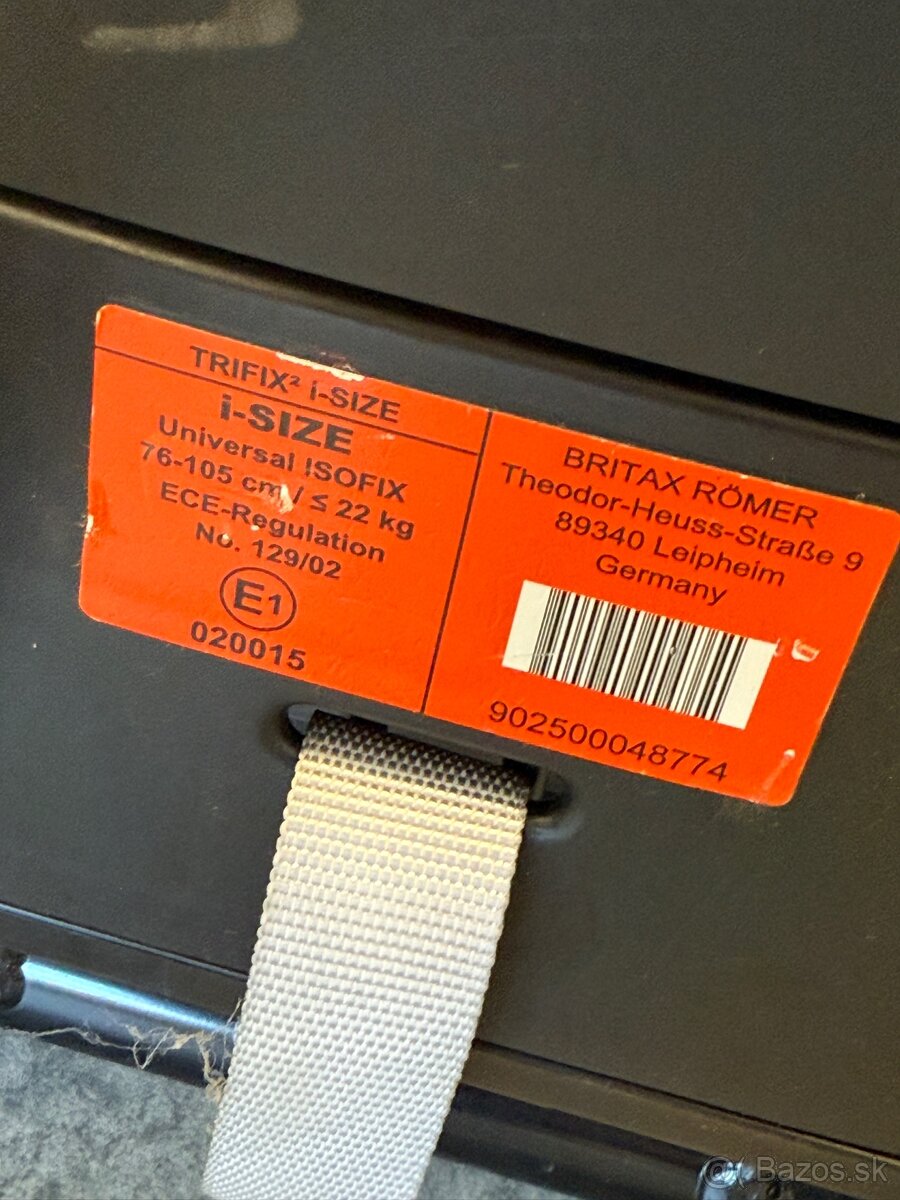 TRIFIX² i-SIZE
i-SIZE
Universal ISOFIX
76-105 cm / ≤ 22 kg
ECE-Regulation
No. 129/02
E1
020015
BRITAX RÖMER
Theodor-Heuss-Straße 9
89340 Leipheim
Germany
902500048774
Bazos.sk